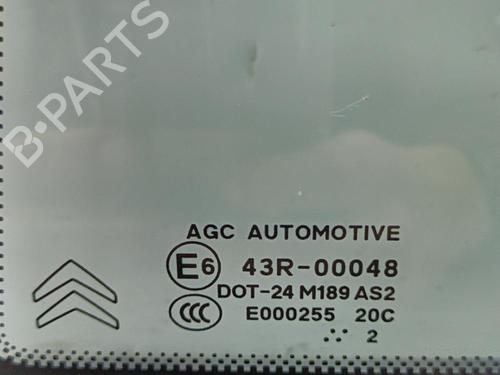 B-PARTS
AGC AUTOMOTIVE
E6 43R-00048
DOT-24 M189 AS2
CCC E000255 20C
2